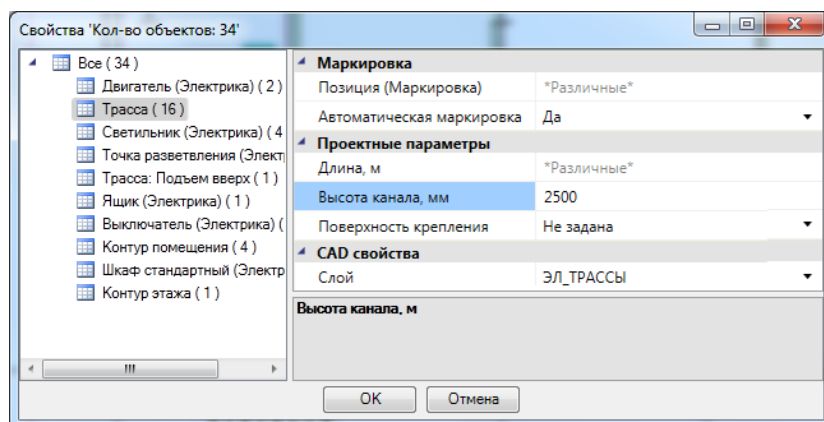 Свойства 'Кол-во объектов: 34'
Все ( 34 )
Двигатель (Электрика) ( 2 )
Трасса ( 16 )
Светильник (Электрика) ( 4
Точка разветвления (Элект
Трасса: Подъем вверх ( 1 )
Ящик (Электрика) ( 1 )
Выключатель (Электрика) (
Контур помещения ( 4 )
Шкаф стандартный (Электр
Контур этажа ( 1 )
Маркировка
Позиция (Маркировка) *Различные*
Автоматическая маркировка Да
Проектные параметры
Длина, м *Различные*
Высота канала, мм 2500
Поверхность крепления Не задана
CAD свойства
Слой ЭЛ_ТРАССЫ
Высота канала, м
OK Отмена